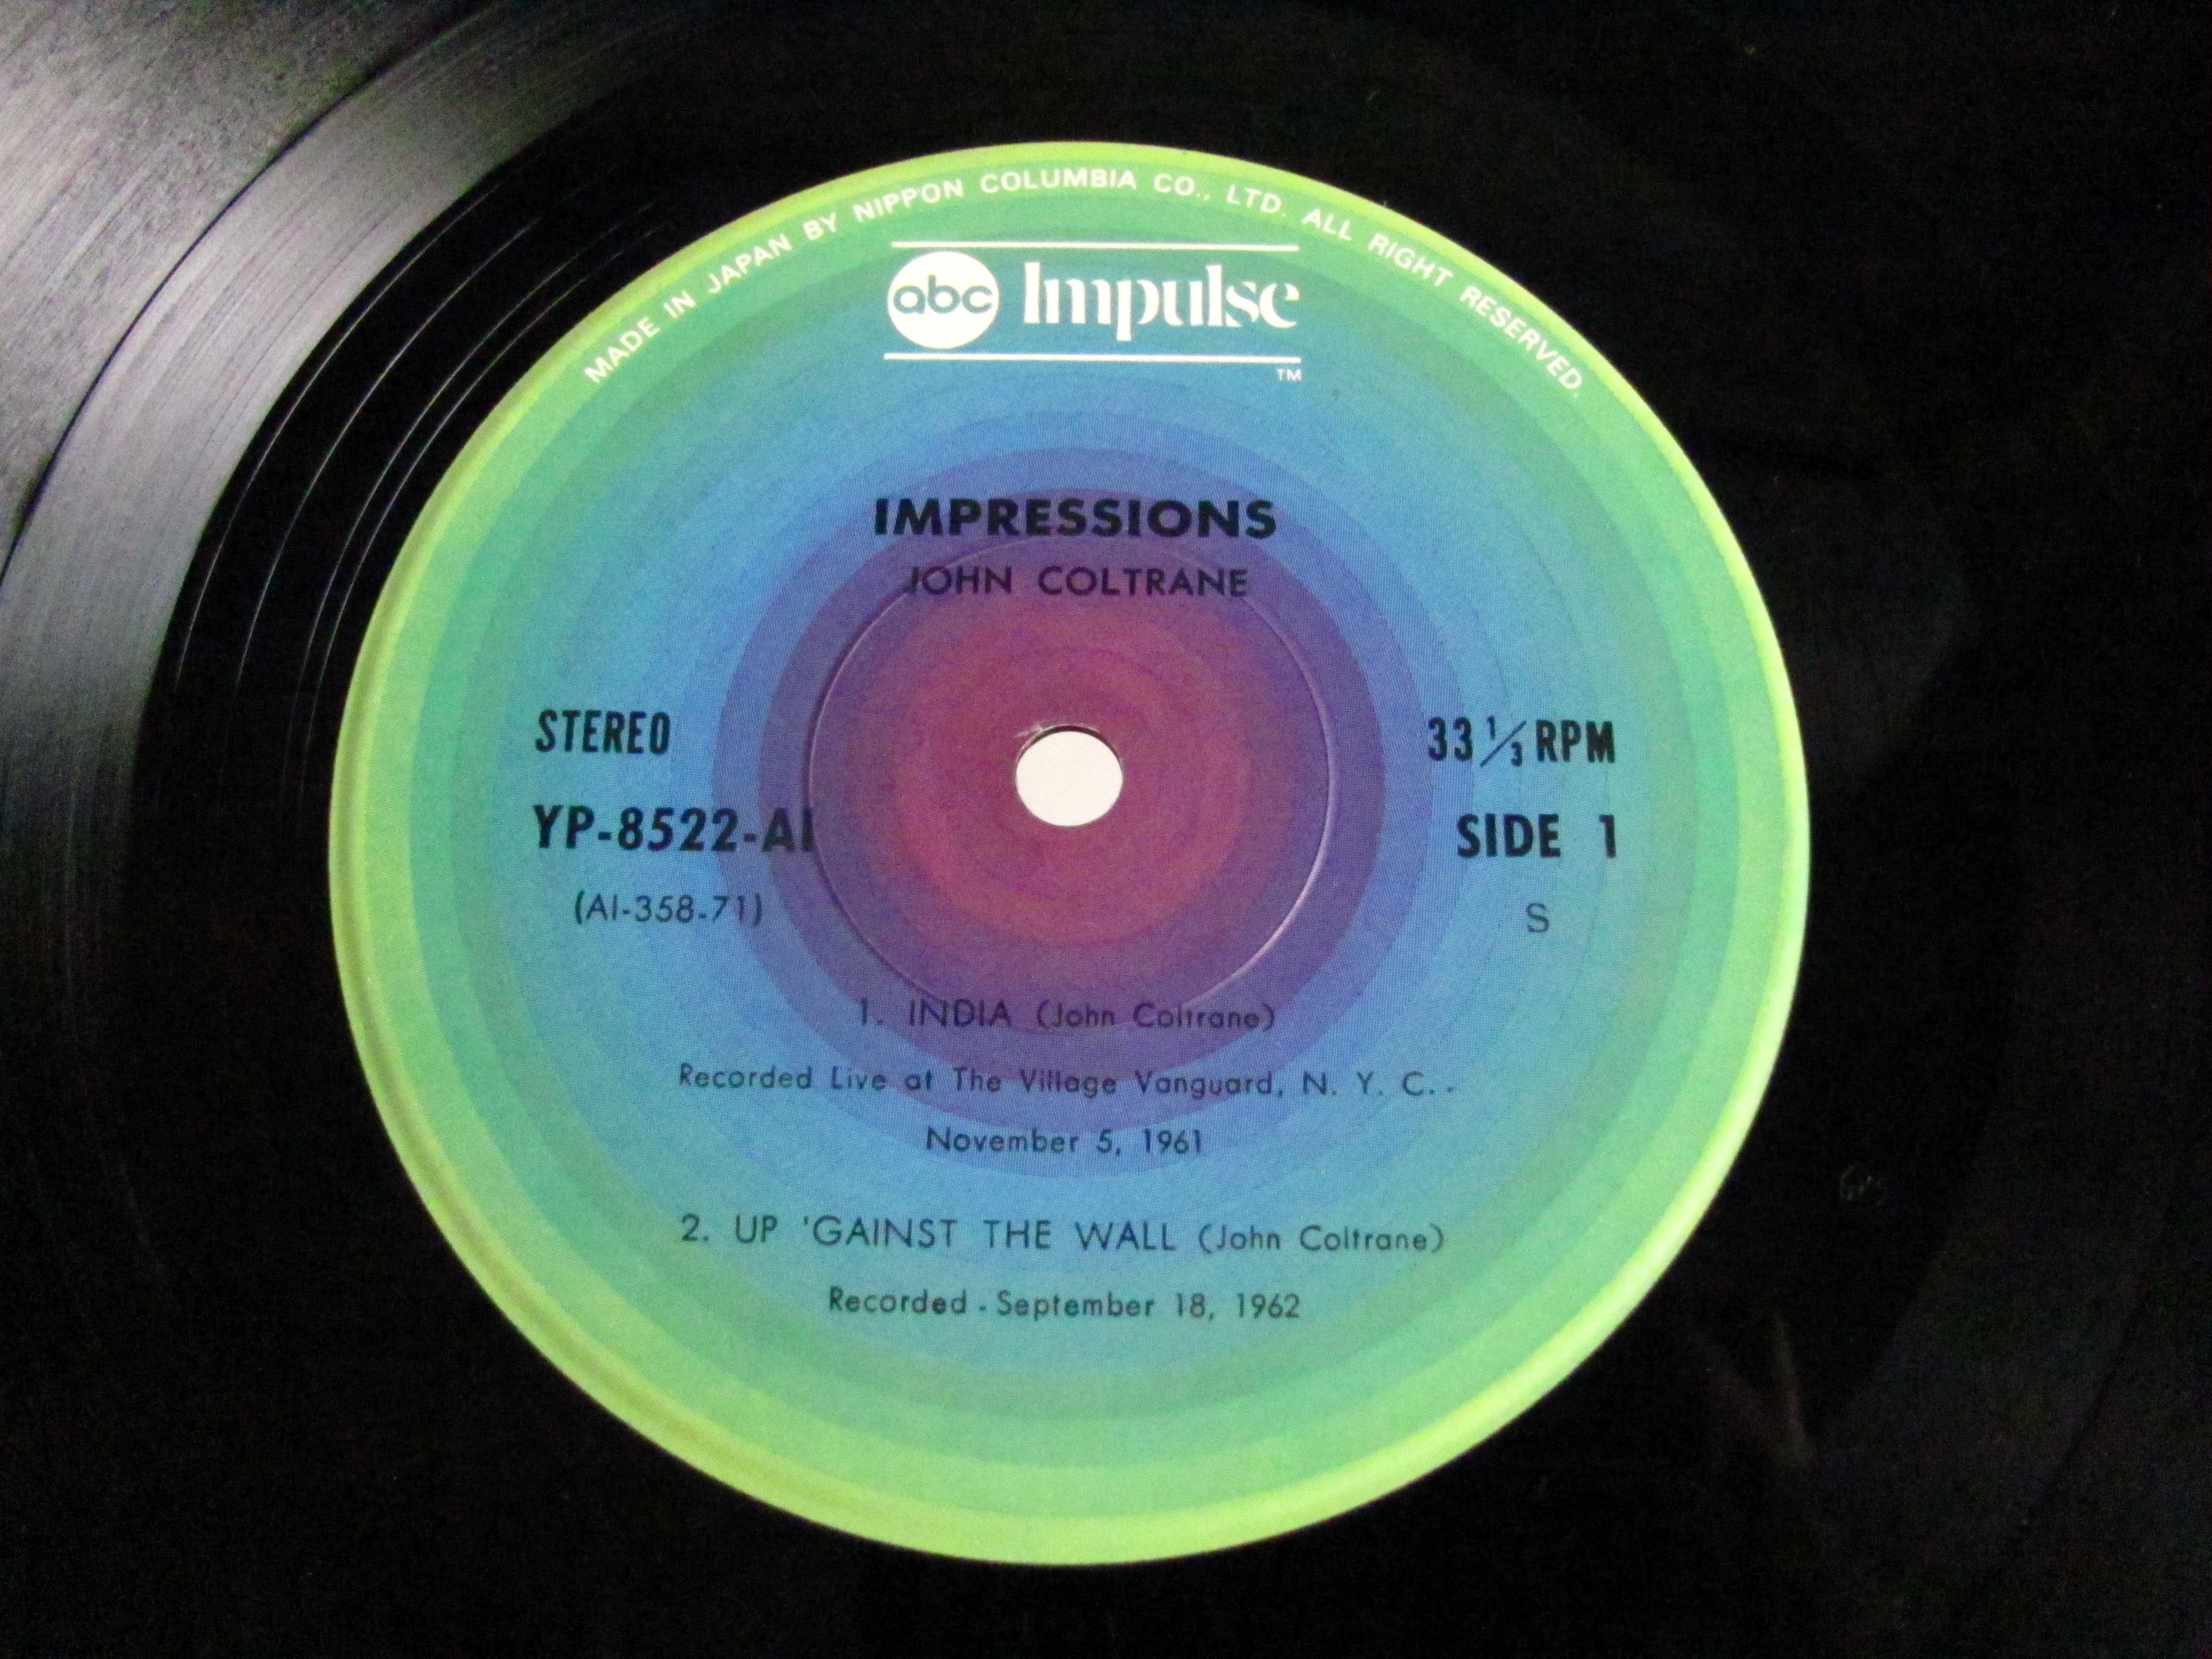 MADE IN JAPAN BY NIPPON COLUMBIA CO., LTD. ALL RIGHT RESERVED.
abc Impulse
TM
IMPRESSIONS
JOHN COLTRANE
STEREO
33 1/3 RPM
YP-8522-AI
SIDE 1
(AI-358-71)
S
1. INDIA (John Coltrane)
Recorded Live at The Village Vanguard, N. Y. C. -
November 5, 1961
2. UP 'GAINST THE WALL (John Coltrane)
Recorded - September 18, 1962